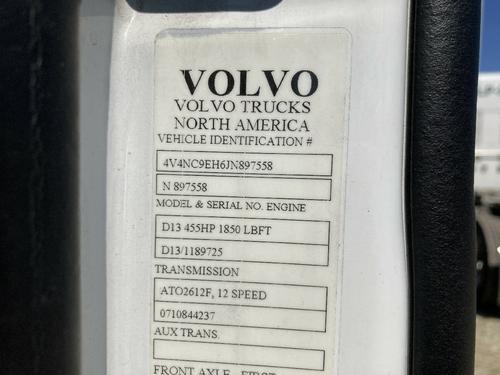 VOLVO
VOLVO TRUCKS
NORTH AMERICA
VEHICLE IDENTIFICATION #
4V4NC9EH6JN897558
N 897558
MODEL & SERIAL NO. ENGINE
D13 455HP 1850 LBFT
D13/1189725
TRANSMISSION
ATO2612F, 12 SPEED
0710844237
AUX TRANS.
FRONT AXLE - FIRST